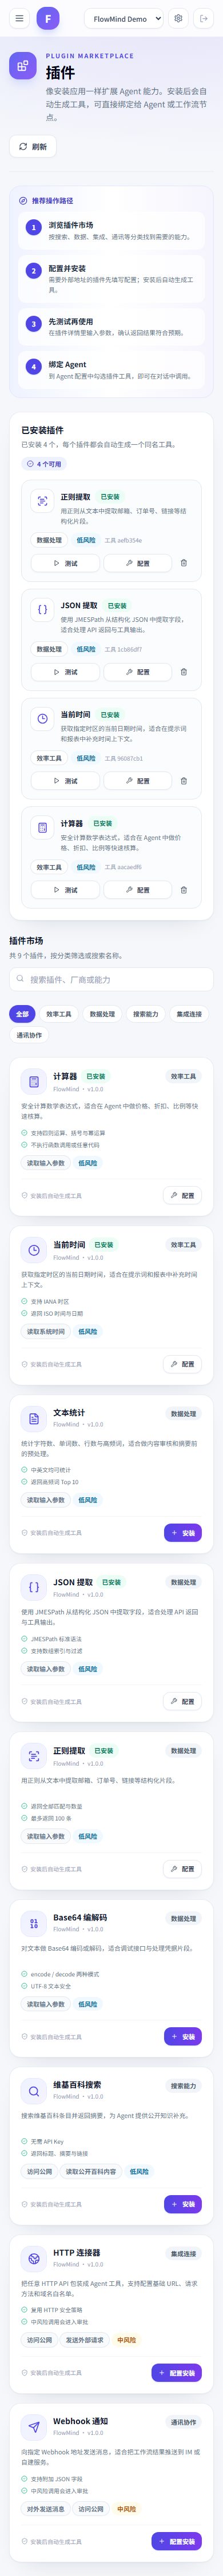 F
FlowMind Demo
PLUGIN MARKETPLACE
插件
像安装应用一样扩展 Agent 能力。安装后会自
动生成工具，可直接绑定给 Agent 或工作流节
点。
刷新
推荐操作路径
1
浏览插件市场
按搜索、数据、集成、通讯等分类找到需要的能力。
2
配置并安装
需要外部地址的插件先填写配置；安装后自动生成工
具。
3
先测试再使用
在插件详情里输入参数，确认返回结果符合预期。
4
绑定 Agent
到 Agent 配置中勾选插件工具，即可在对话中调用。
已安装插件
已安装 4 个，每个插件都会自动生成一个同名工具。
4 个可用
正则提取 已安装
用正则从文本中提取邮箱、订单号、链接等结
构化片段。
数据处理 低风险 工具 aefb354e
测试 配置
JSON 提取 已安装
使用 JMESPath 从结构化 JSON 中提取字段，
适合处理 API 返回与工具输出。
数据处理 低风险 工具 1cb86df7
测试 配置
当前时间 已安装
获取指定时区的当前日期时间，适合在提示词
和报表中补充时间上下文。
效率工具 低风险 工具 96087cb1
测试 配置
计算器 已安装
安全计算数学表达式，适合在 Agent 中做价
格、折扣、比例等快速核算。
效率工具 低风险 工具 aacaedf6
测试 配置
插件市场
共 9 个插件，按分类筛选或搜索名称。
搜索插件、厂商或能力
全部 效率工具 数据处理 搜索能力 集成连接
通讯协作
计算器 已安装 效率工具
FlowMind · v1.0.0
安全计算数学表达式，适合在 Agent 中做价格、折扣、比例等快
速核算。
支持四则运算、括号与幂运算
不执行函数调用或任意代码
读取输入参数 低风险
安装后自动生成工具 配置
当前时间 已安装 效率工具
FlowMind · v1.0.0
获取指定时区的当前日期时间，适合在提示词和报表中补充时间
上下文。
支持 IANA 时区
返回 ISO 时间与日期
读取系统时间 低风险
安装后自动生成工具 配置
文本统计 数据处理
FlowMind · v1.0.0
统计字符数、单词数、行数与高频词，适合做内容审核和摘要前
的预处理。
中英文均可统计
返回高频词 Top 10
读取输入参数 低风险
安装后自动生成工具 安装
JSON 提取 已安装 数据处理
FlowMind · v1.0.0
使用 JMESPath 从结构化 JSON 中提取字段，适合处理 API 返回
与工具输出。
JMESPath 标准语法
支持数组索引与过滤
读取输入参数 低风险
安装后自动生成工具 配置
正则提取 已安装 数据处理
FlowMind · v1.0.0
用正则从文本中提取邮箱、订单号、链接等结构化片段。
返回全部匹配与数量
最多返回 100 条
读取输入参数 低风险
安装后自动生成工具 配置
Base64 编解码 数据处理
FlowMind · v1.0.0
对文本做 Base64 编码或解码，适合调试接口与处理凭据片段。
encode / decode 两种模式
UTF-8 文本安全
读取输入参数 低风险
安装后自动生成工具 安装
维基百科搜索 搜索能力
FlowMind · v1.0.0
搜索维基百科条目并返回摘要，为 Agent 提供公开知识补充。
无需 API Key
返回标题、摘要与链接
访问公网 读取公开百科内容 低风险
安装后自动生成工具 安装
HTTP 连接器 集成连接
FlowMind · v1.0.0
把任意 HTTP API 包装成 Agent 工具，支持配置基础 URL、请求
方法和域名白名单。
复用 HTTP 安全策略
中风险调用会进入审批
访问公网 发送外部请求 中风险
安装后自动生成工具 配置安装
Webhook 通知 通讯协作
FlowMind · v1.0.0
向指定 Webhook 地址发送消息，适合把工作流结果推送到 IM 或
自建服务。
支持附加 JSON 字段
中风险调用会进入审批
对外发送消息 访问公网 中风险
安装后自动生成工具 配置安装